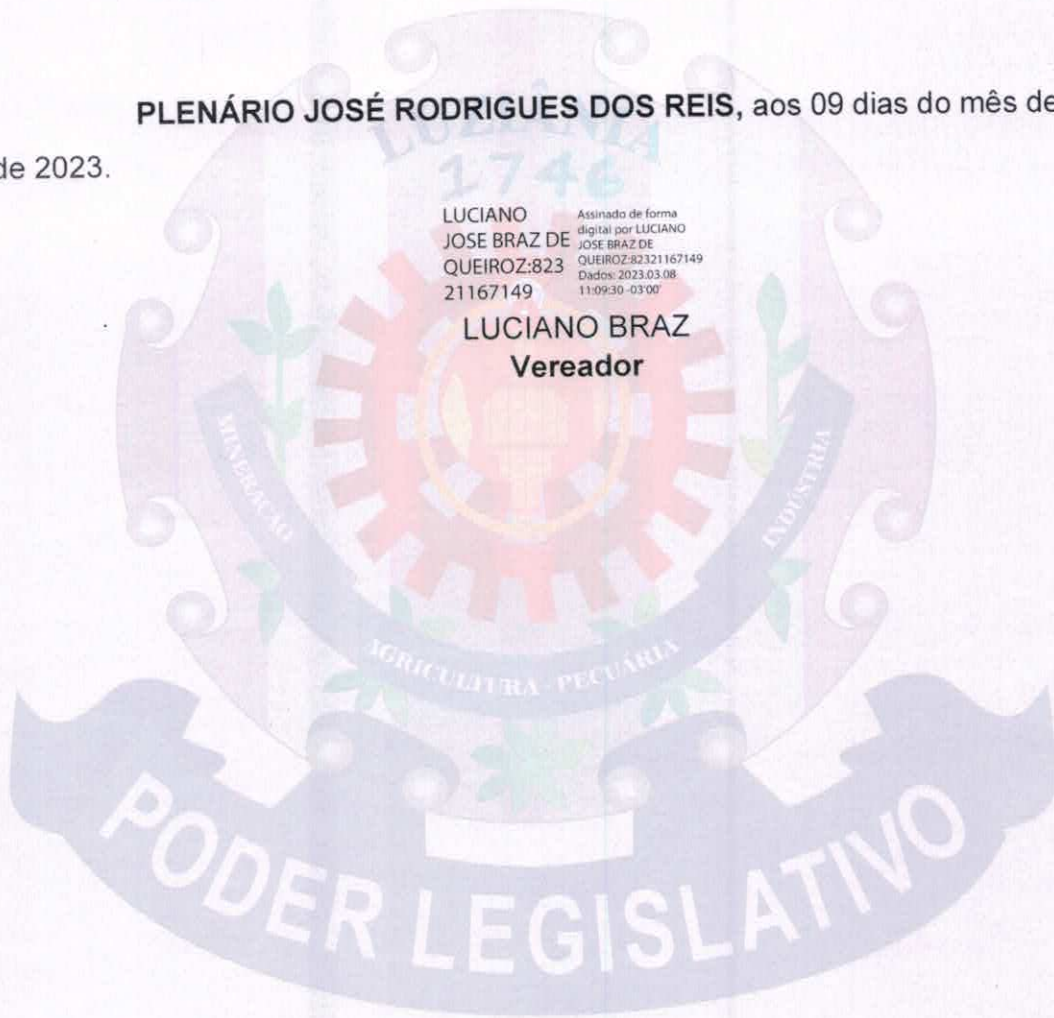 PLENÁRIO JOSÉ RODRIGUES DOS REIS, aos 09 dias do mês de
de 2023.
LUZIÂNIA
1746
LUCIANO
JOSE BRAZ DE
QUEIROZ:823
21167149
Assinado de forma
digital por LUCIANO
JOSE BRAZ DE
QUEIROZ:82321167149
Dados: 2023.03.08
11:09:30 -03'00'
LUCIANO BRAZ
Vereador
MINERAÇÃO
INDÚSTRIA
AGRICULTURA - PECUÁRIA
PODER LEGISLATIVO